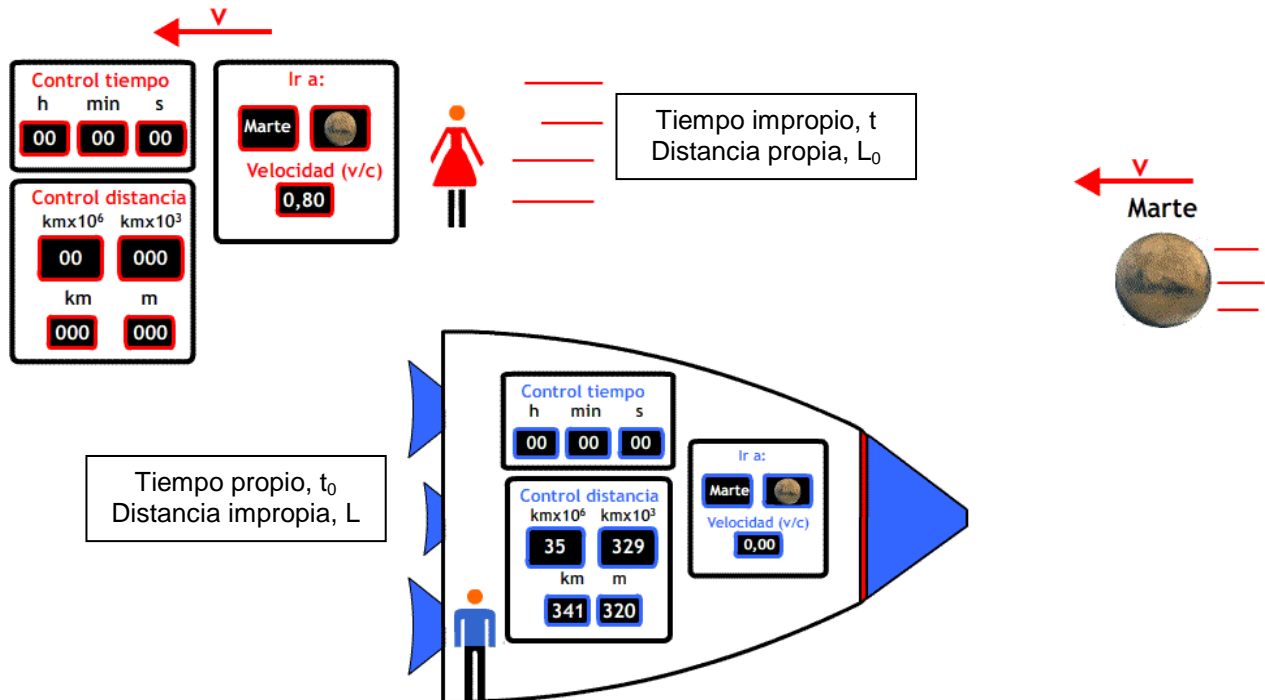 v
Control tiempo
h min s
00 00 00
Control distancia
kmx10⁶ kmx10³
00 000
km m
000 000
Ir a:
Marte
Velocidad (v/c)
0,80
Tiempo impropio, t
Distancia propia, L₀
v
Marte
Tiempo propio, t₀
Distancia impropia, L
Control tiempo
h min s
00 00 00
Control distancia
kmx10⁶ kmx10³
35 329
km m
341 320
Ir a:
Marte
Velocidad (v/c)
0,00